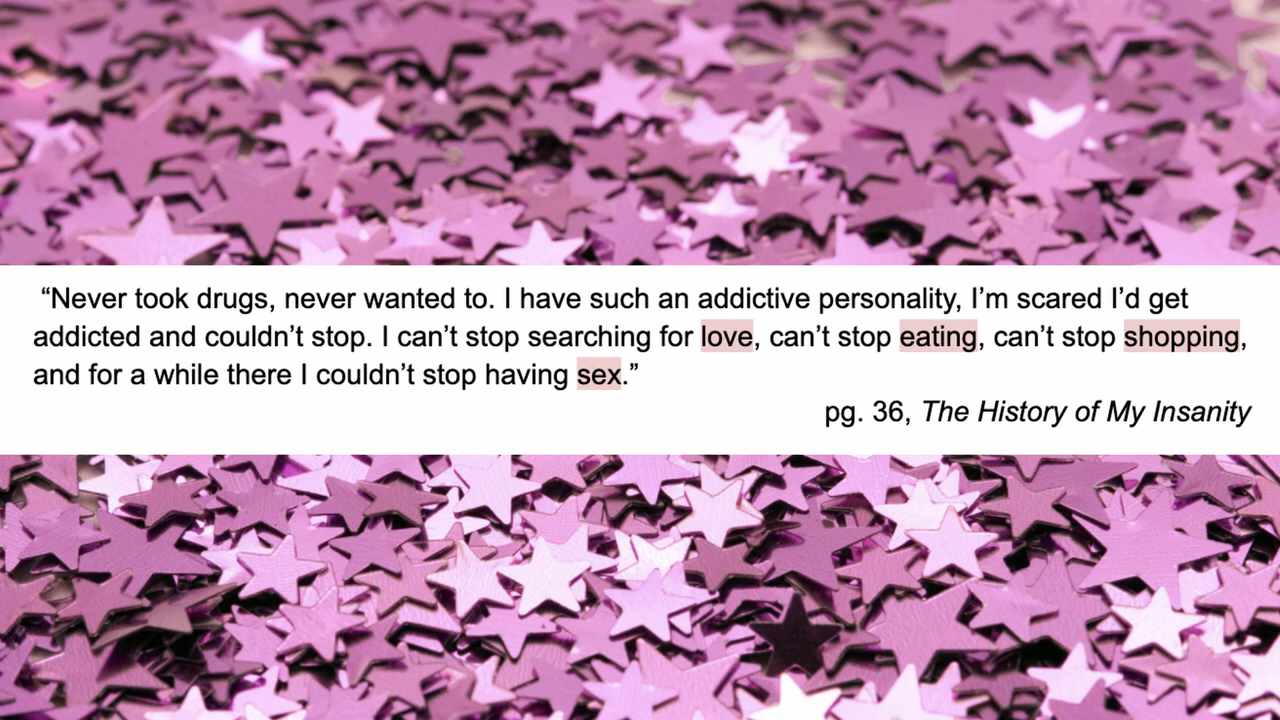 “Never took drugs, never wanted to. I have such an addictive personality, I’m scared I’d get
addicted and couldn’t stop. I can’t stop searching for love, can’t stop eating, can’t stop shopping,
and for a while there I couldn’t stop having sex.”
pg. 36, The History of My Insanity